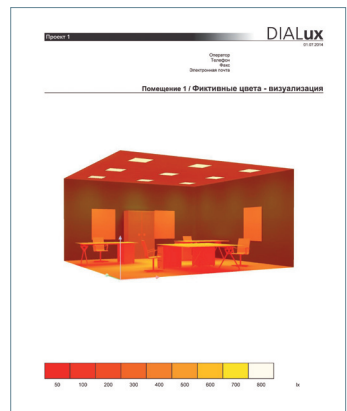 Проект 1
DIALux
01.07.2014
Оператор
Телефон
Факс
Электронная почта
Помещение 1 / Фиктивные цвета - визуализация
50 100 200 300 400 500 600 700 800 lx